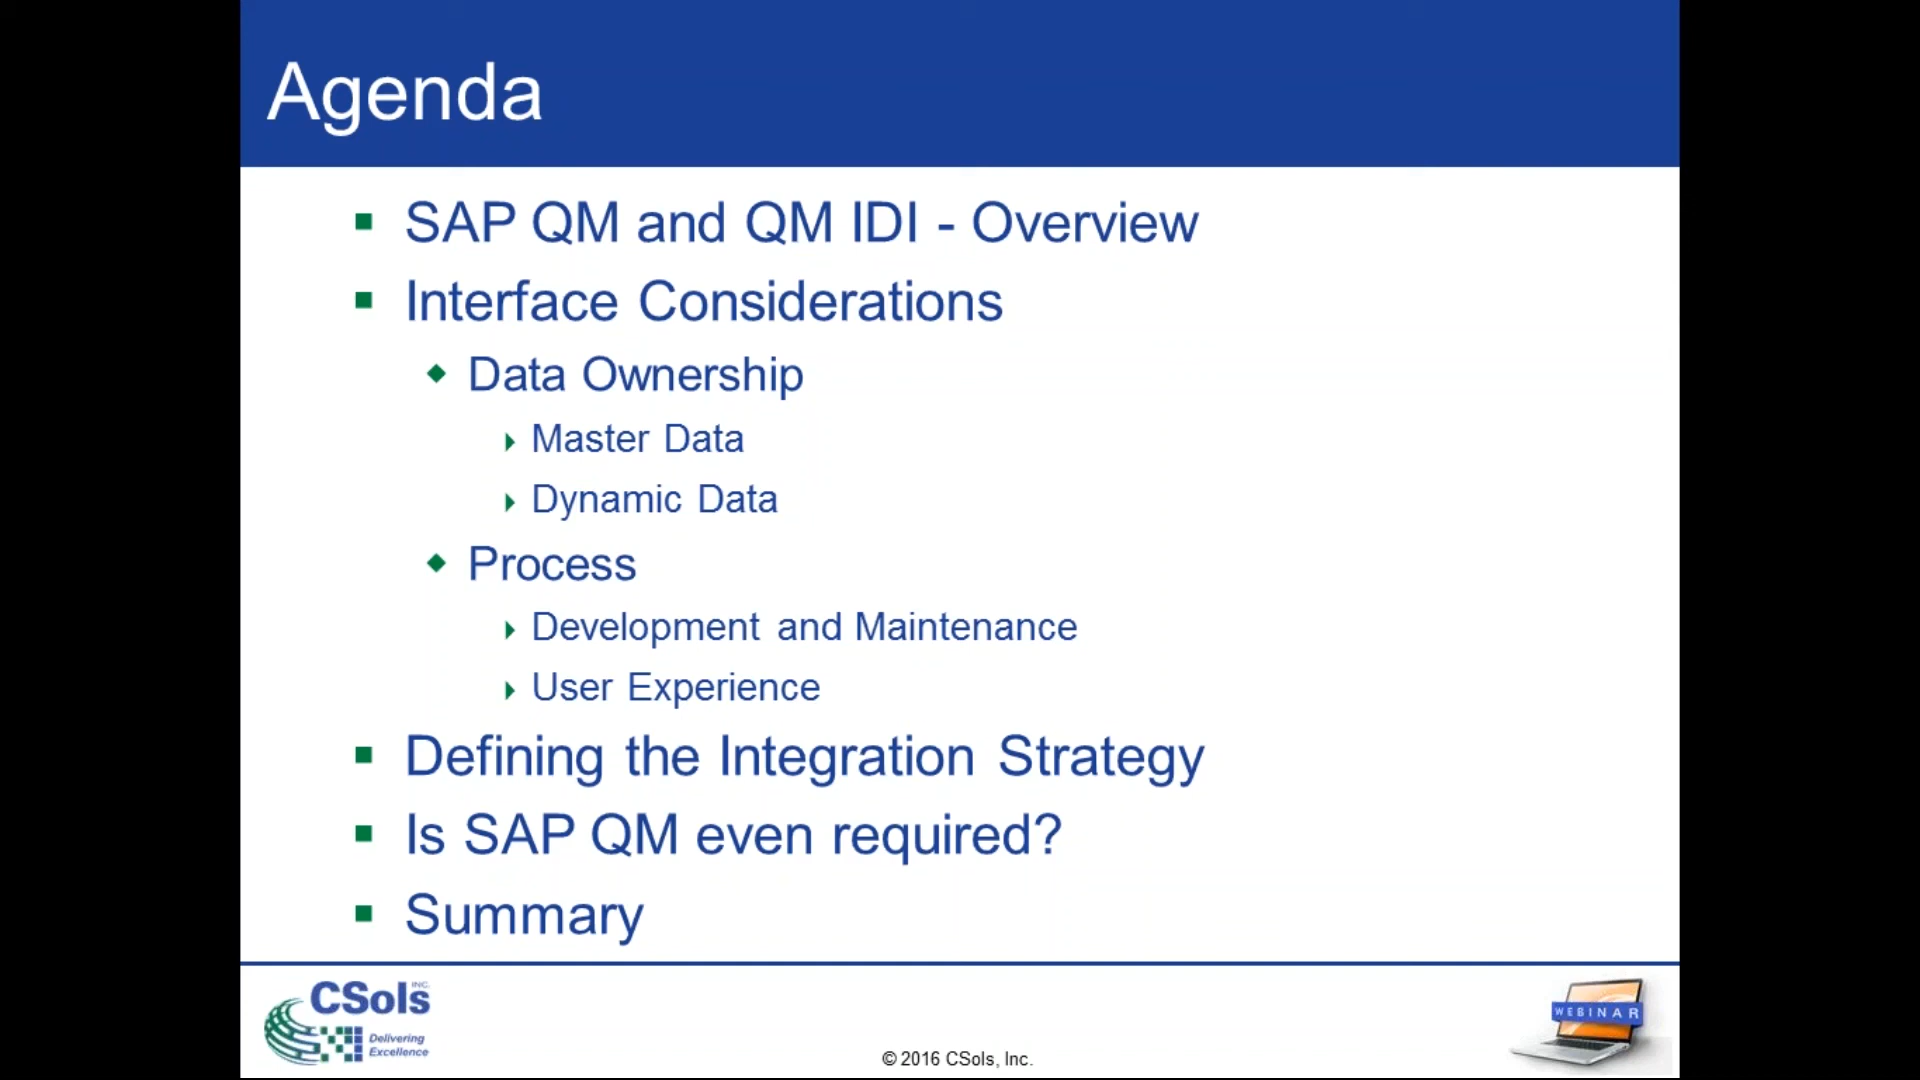 Agenda
SAP QM and QM IDI - Overview
Interface Considerations
Data Ownership
Master Data
Dynamic Data
Process
Development and Maintenance
User Experience
Defining the Integration Strategy
Is SAP QM even required?
Summary
CSols INC.
Delivering
Excellence
© 2016 CSols, Inc.
WEBINAR